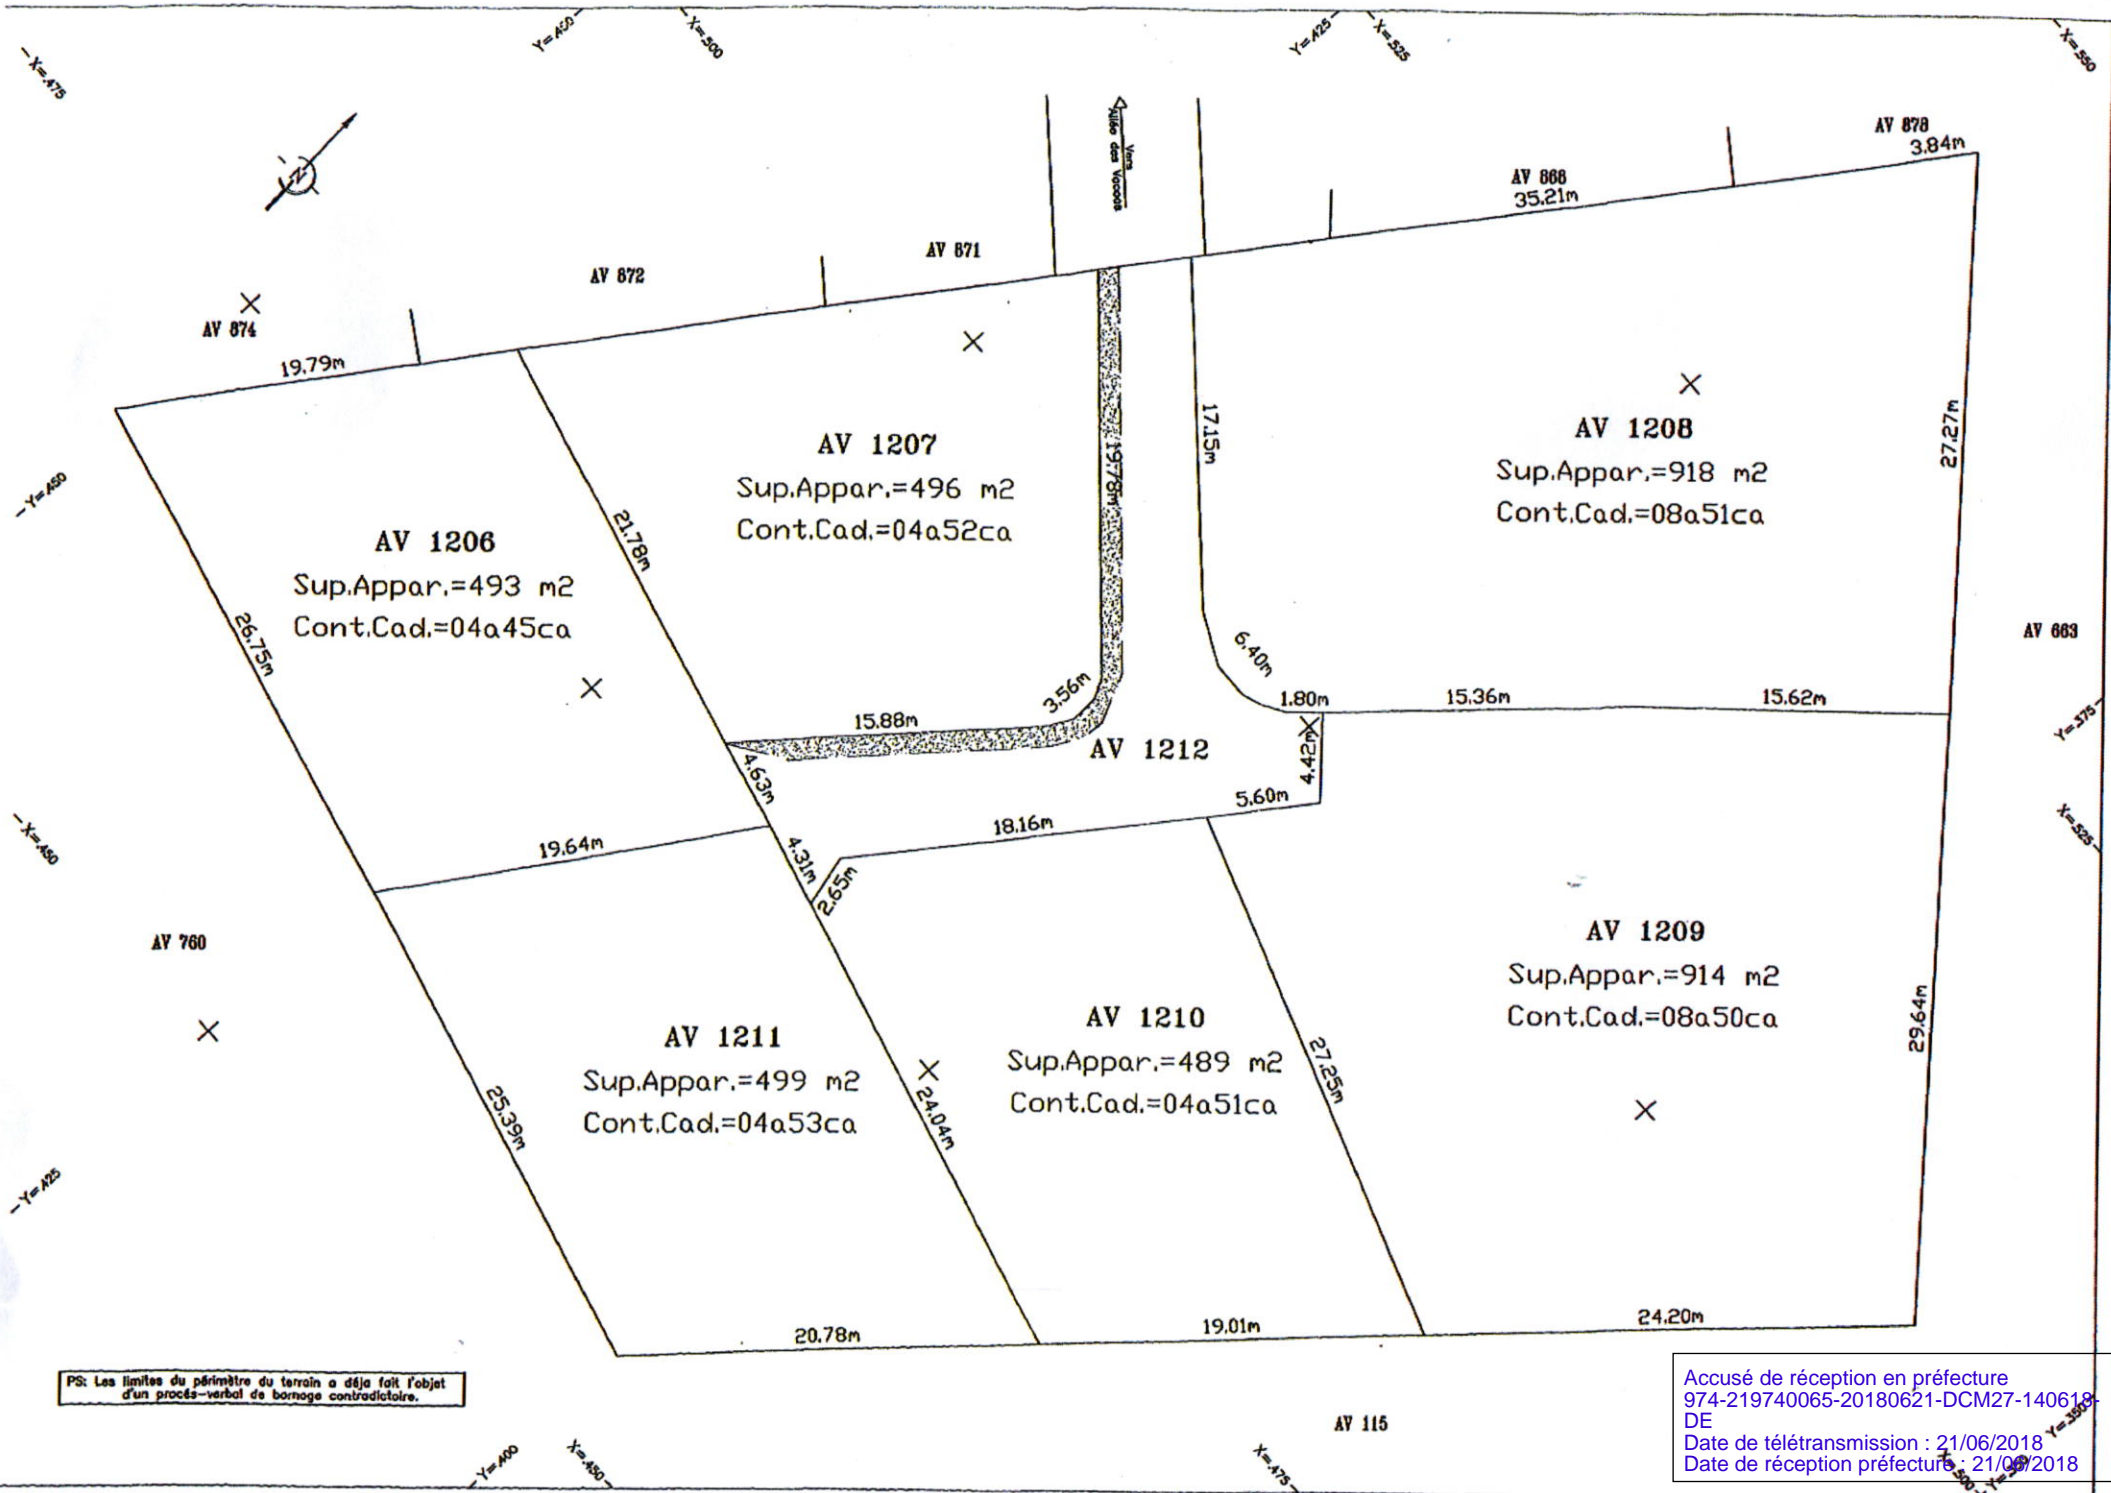 X=.475
Y=.450
X=.500
Y=.425
X=.525
X=.550
N
Vers
Allée des Vacoas
AV 878
3.84m
AV 868
35.21m
AV 871
AV 872
AV 874
19.79m
AV 1207
Sup.Appar.=496 m2
Cont.Cad.=04a52ca
17.15m
19.78m
AV 1208
Sup.Appar.=918 m2
Cont.Cad.=08a51ca
27.27m
Y=.450
AV 1206
Sup.Appar.=493 m2
Cont.Cad.=04a45ca
21.78m
26.75m
6.40m
AV 663
3.56m
15.88m
1.80m
15.36m
15.62m
Y=.375
AV 1212
4.42m
4.63m
5.60m
18.16m
X=.525
X=.450
19.64m
4.31m
2.65m
AV 760
AV 1209
Sup.Appar.=914 m2
Cont.Cad.=08a50ca
29.64m
AV 1211
Sup.Appar.=499 m2
Cont.Cad.=04a53ca
AV 1210
Sup.Appar.=489 m2
Cont.Cad.=04a51ca
27.25m
25.39m
24.04m
Y=.425
20.78m
19.01m
24.20m
PS: Les limites du périmètre du terrain a déja fait l'objet
d'un procés-verbal de bornage contradictoire.
AV 115
Accusé de réception en préfecture
974-219740065-20180621-DCM27-140618-
DE
Date de télétransmission : 21/06/2018
Date de réception préfecture : 21/06/2018
Y=.350
Y=.400
X=.450
X=.475
X=.500